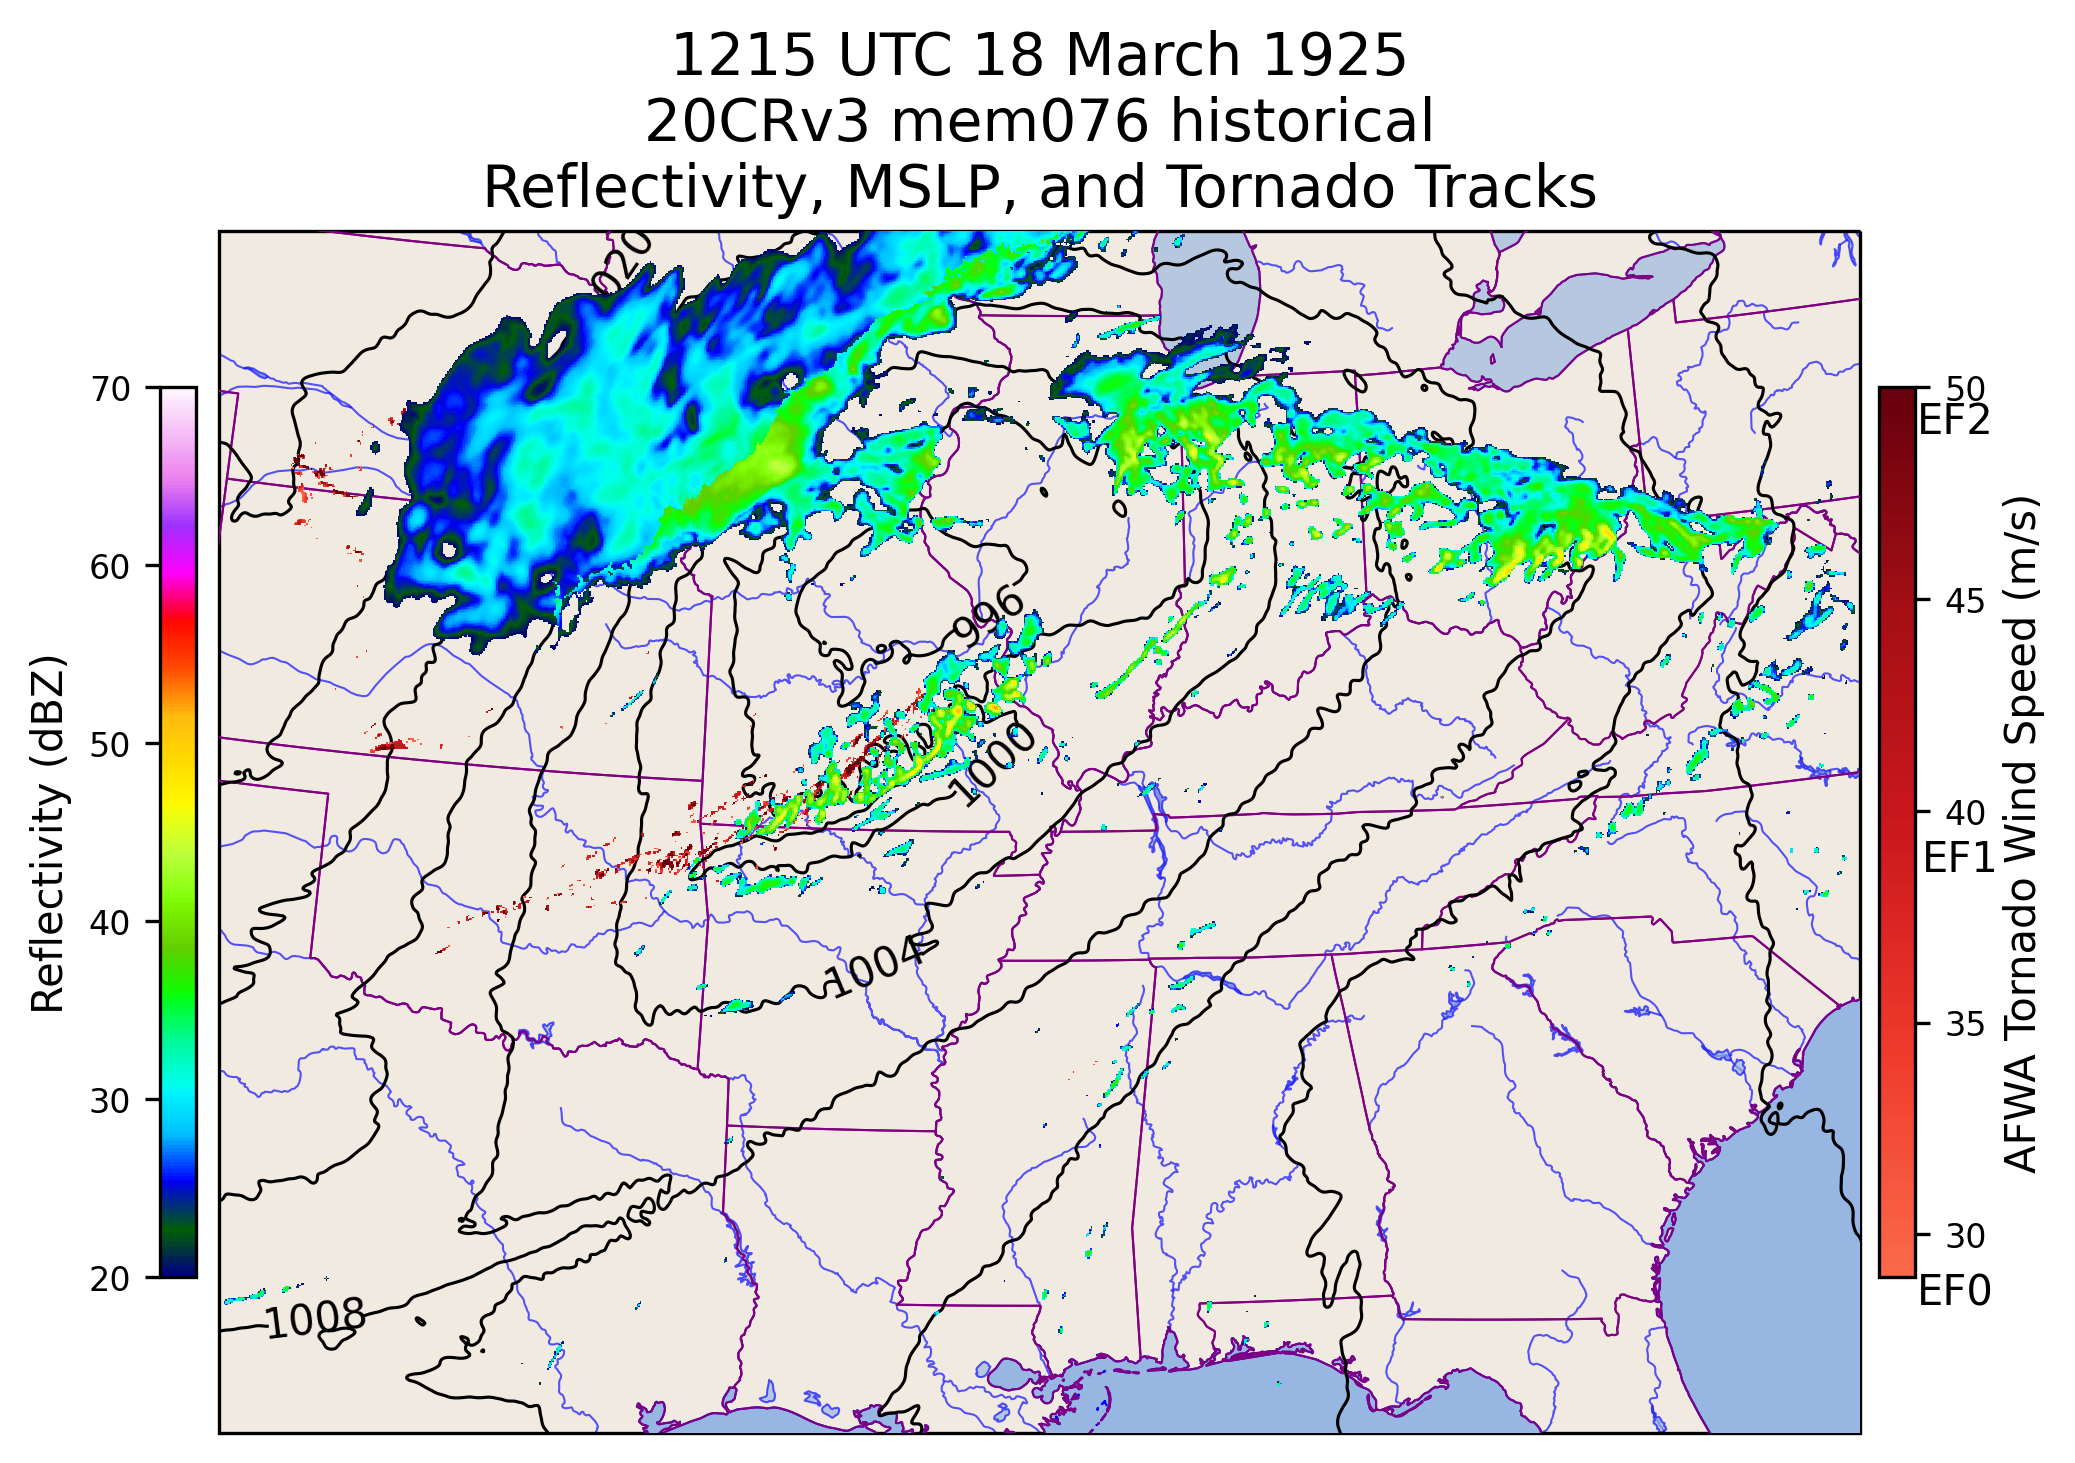 1215 UTC 18 March 1925
20CRv3 mem076 historical
Reflectivity, MSLP, and Tornado Tracks
70
60
50
40
30
20
Reflectivity (dBZ)
996
1000
1004
1008
50
EF2
45
40
EF1
35
30
EF0
AFWA Tornado Wind Speed (m/s)